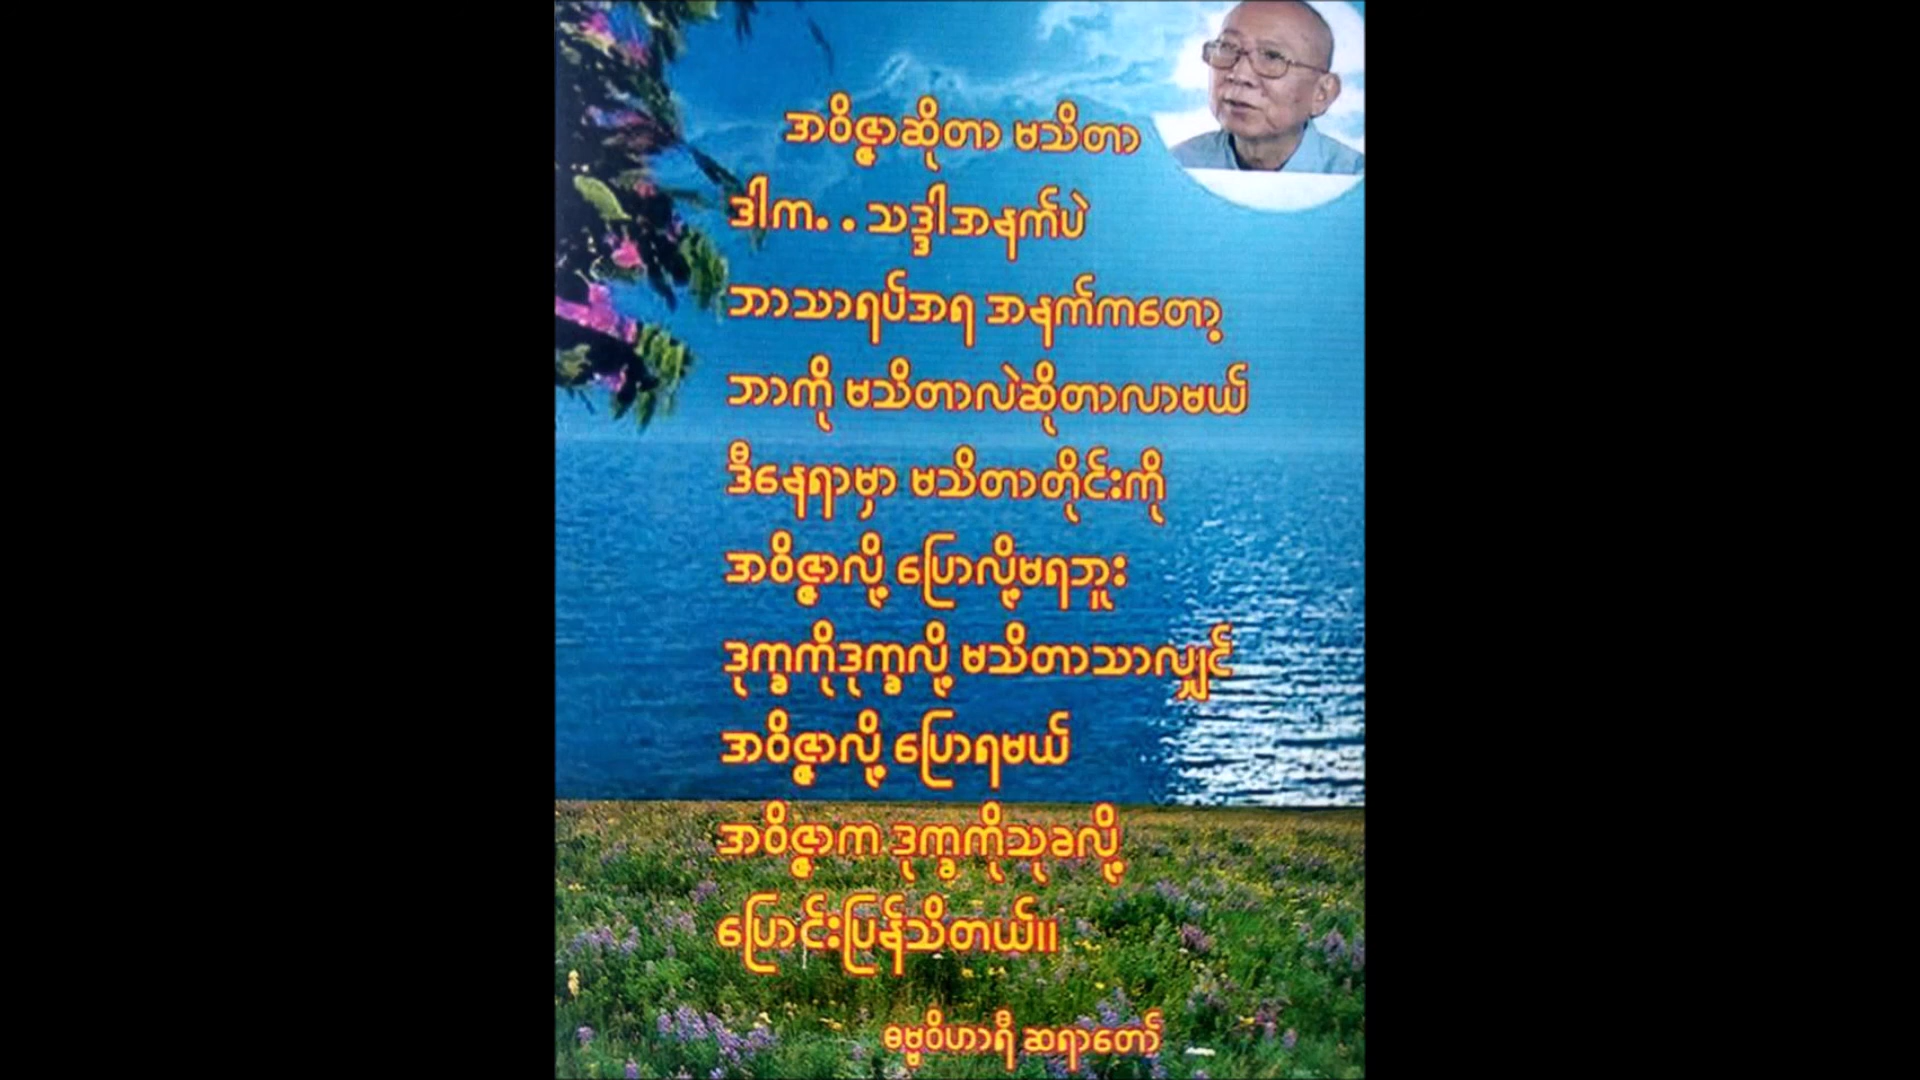 အဝိဇ္ဇာဆိုတာ မသိတာ
ဒါက. . သဒ္ဒါအနက်ပဲ
ဘာသာရပ်အရ အနက်ကတော့
ဘာကို မသိတာလဲဆိုတာလာမယ်
ဒီနေရာမှာ မသိတာတိုင်းကို
အဝိဇ္ဇာလို့ ပြောလို့မရဘူး
ဒုက္ခကိုဒုက္ခလို့ မသိတာသာလျှင်
အဝိဇ္ဇာလို့ ပြောရမယ်
အဝိဇ္ဇာက ဒုက္ခကိုသုခလို့
ပြောင်းပြန်သိတယ်။
ဓမ္မဝိဟာရီ ဆရာတော်